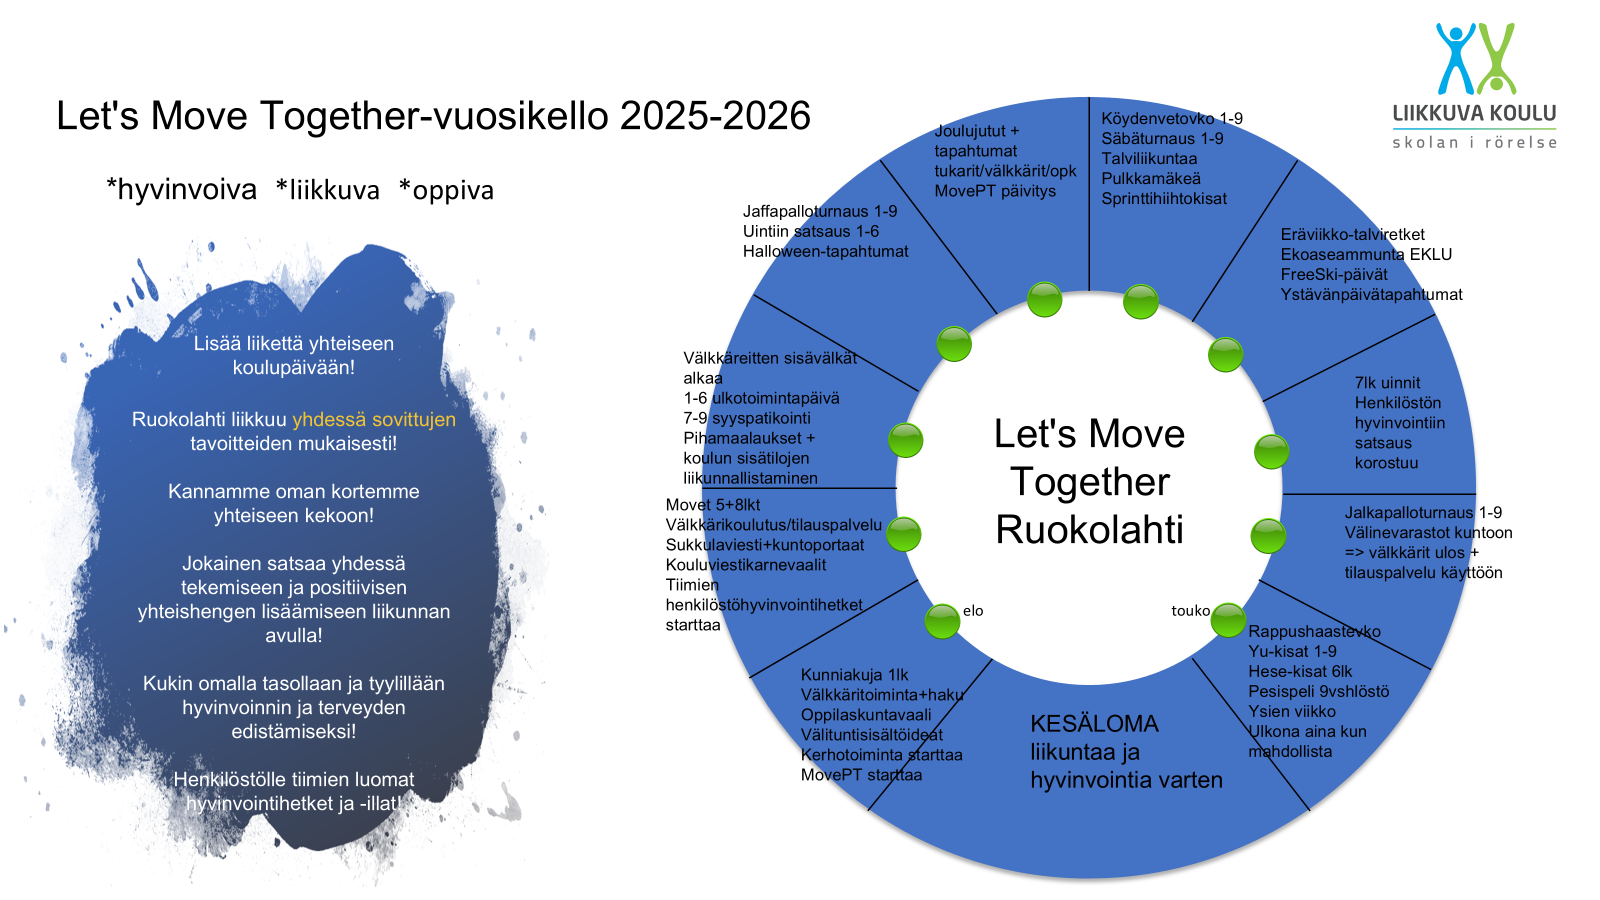 LIIKKUVA KOULU
skolan i rörelse
Let's Move Together-vuosikello 2025-2026
*hyvinvoiva *liikkuva *oppiva
Lisää liikettä yhteiseen
koulupäivään!
Ruokolahti liikkuu yhdessä sovittujen
tavoitteiden mukaisesti!
Kannamme oman kortemme
yhteiseen kekoon!
Jokainen satsaa yhdessä
tekemiseen ja positiivisen
yhteishengen lisäämiseen liikunnan
avulla!
Kukin omalla tasollaan ja tyylillään
hyvinvoinnin ja terveyden
edistämiseksi!
Henkilöstölle tiimien luomat
hyvinvointihetket ja -illat!
Joulujutut +
tapahtumat
tukarit/välkkärit/opk
MovePT päivitys
Köydenvetovko 1-9
Säbäturnaus 1-9
Talviliikuntaa
Pulkkamäkeä
Sprinttihiihtokisat
Jaffapalloturnaus 1-9
Uintiin satsaus 1-6
Halloween-tapahtumat
Eräviikko-talviretket
Ekoaseammunta EKLU
FreeSki-päivät
Ystävänpäivätapahtumat
Välkkäreitten sisävälkät
alkaa
1-6 ulkotoimintapäivä
7-9 syyspatikointi
Pihamaalaukset +
koulun sisätilojen
liikunnallistaminen
7lk uinnit
Henkilöstön
hyvinvointiin
satsaus
korostuu
Let's Move
Together
Ruokolahti
Movet 5+8lkt
Välkkärikoulutus/tilauspalvelu
Sukkulaviesti+kuntoportaat
Kouluviestikarnevaalit
Tiimien
henkilöstöhyvinvointihetket
starttaa
Jalkapalloturnaus 1-9
Välinevarastot kuntoon
=> välkkärit ulos +
tilauspalvelu käyttöön
elo
touko
Kunniakuja 1lk
Välkkäritoiminta+haku
Oppilaskuntavaali
Välituntisisältöideat
Kerhotoiminta starttaa
MovePT starttaa
Rappushaastevko
Yu-kisat 1-9
Hese-kisat 6lk
Pesispeli 9vshlöstö
Ysien viikko
Ulkona aina kun
mahdollista
KESÄLOMA
liikuntaa ja
hyvinvointia varten